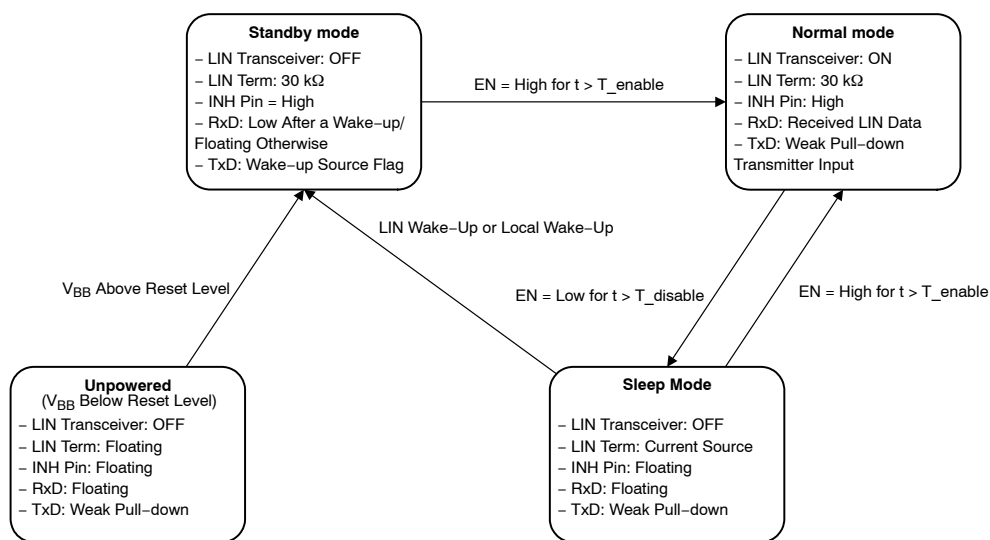 Standby mode
– LIN Transceiver: OFF
– LIN Term: 30 kΩ
– INH Pin = High
– RxD: Low After a Wake−up/
Floating Otherwise
– TxD: Wake−up Source Flag
EN = High for t > T_enable
Normal mode
– LIN Transceiver: ON
– LIN Term: 30 kΩ
– INH Pin: High
– RxD: Received LIN Data
– TxD: Weak Pull−down
Transmitter Input
LIN Wake−Up or Local Wake−Up
VBB Above Reset Level
EN = Low for t > T_disable
EN = High for t > T_enable
Unpowered
(VBB Below Reset Level)
– LIN Transceiver: OFF
– LIN Term: Floating
– INH Pin: Floating
– RxD: Floating
– TxD: Weak Pull−down
Sleep Mode
– LIN Transceiver: OFF
– LIN Term: Current Source
– INH Pin: Floating
– RxD: Floating
– TxD: Weak Pull−down